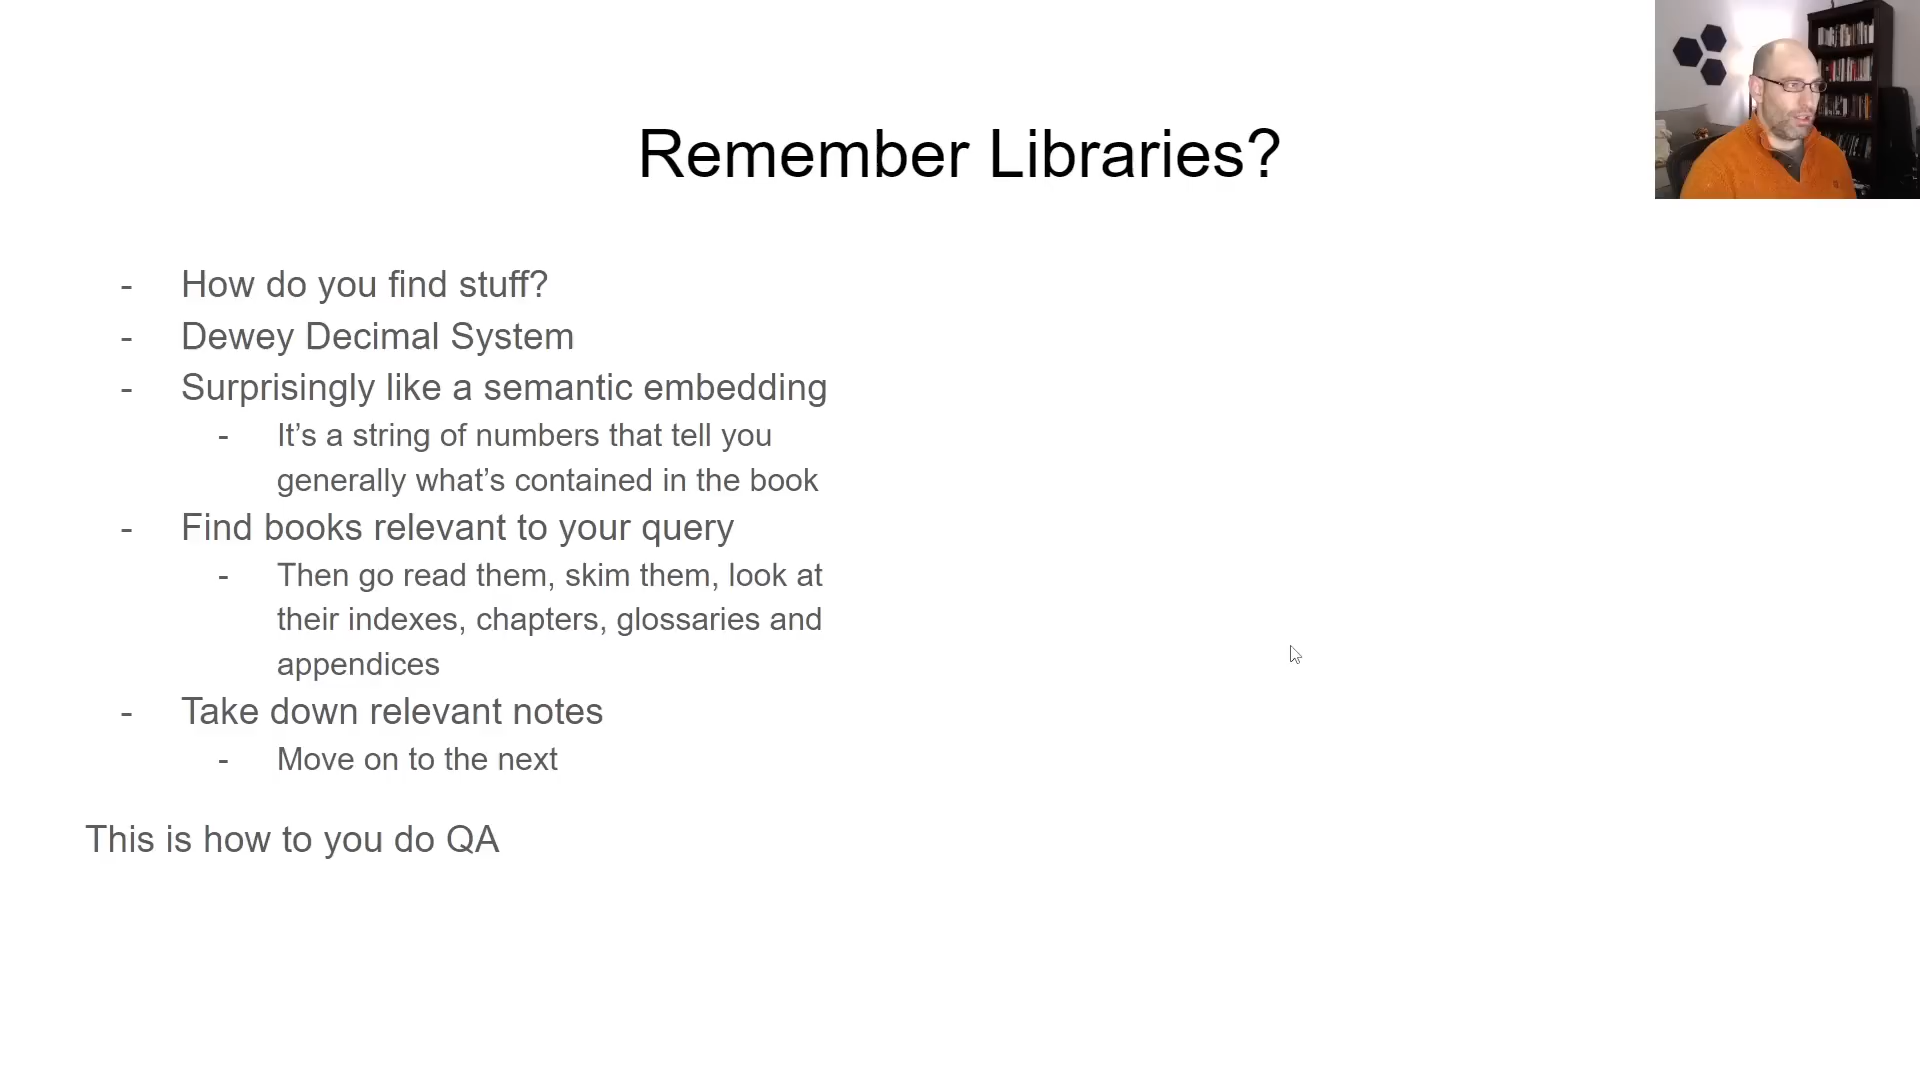 Remember Libraries?
- How do you find stuff?
- Dewey Decimal System
- Surprisingly like a semantic embedding
- It’s a string of numbers that tell you
generally what’s contained in the book
- Find books relevant to your query
- Then go read them, skim them, look at
their indexes, chapters, glossaries and
appendices
- Take down relevant notes
- Move on to the next
This is how to you do QA